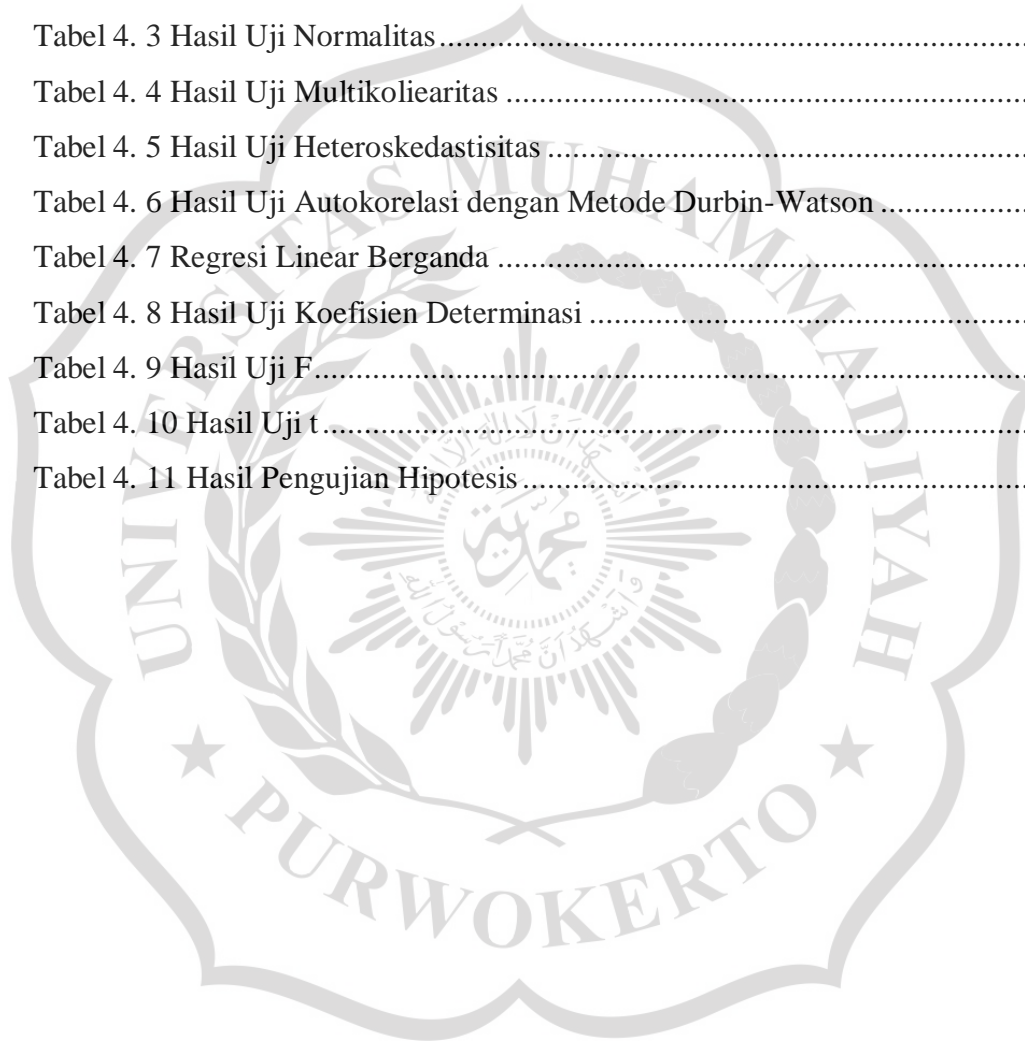 Tabel 4. 3 Hasil Uji Normalitas............................................................................
Tabel 4. 4 Hasil Uji Multikoliearitas ...................................................................
Tabel 4. 5 Hasil Uji Heteroskedastisitas ..............................................................
Tabel 4. 6 Hasil Uji Autokorelasi dengan Metode Durbin-Watson ...................
Tabel 4. 7 Regresi Linear Berganda ....................................................................
Tabel 4. 8 Hasil Uji Koefisien Determinasi .........................................................
Tabel 4. 9 Hasil Uji F............................................................................................
Tabel 4. 10 Hasil Uji t ..........................................................................................
Tabel 4. 11 Hasil Pengujian Hipotesis.................................................................
UNIVERSITAS MUHAMMADIYAH
PURWOKERTO